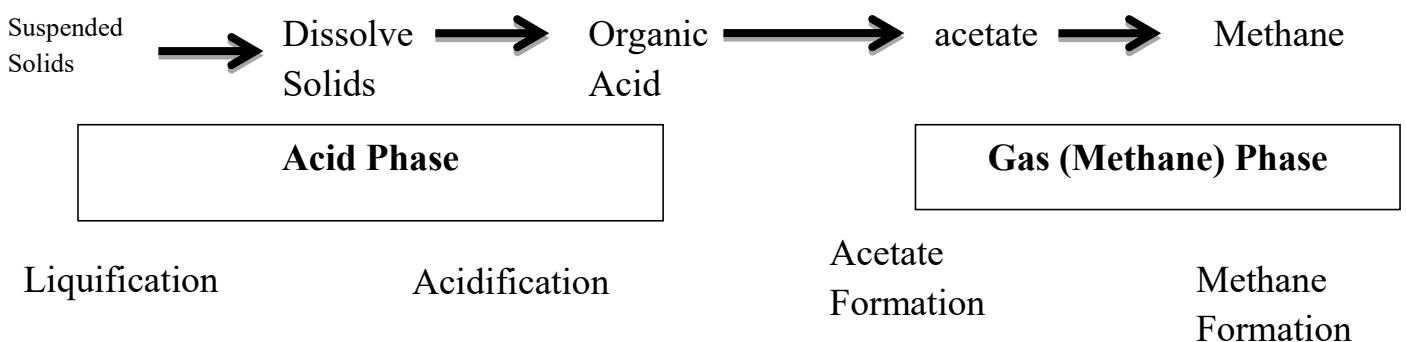 Suspended
Solids
Dissolve
Solids
Organic
Acid
acetate
Methane
Acid Phase
Gas (Methane) Phase
Liquification
Acidification
Acetate
Formation
Methane
Formation